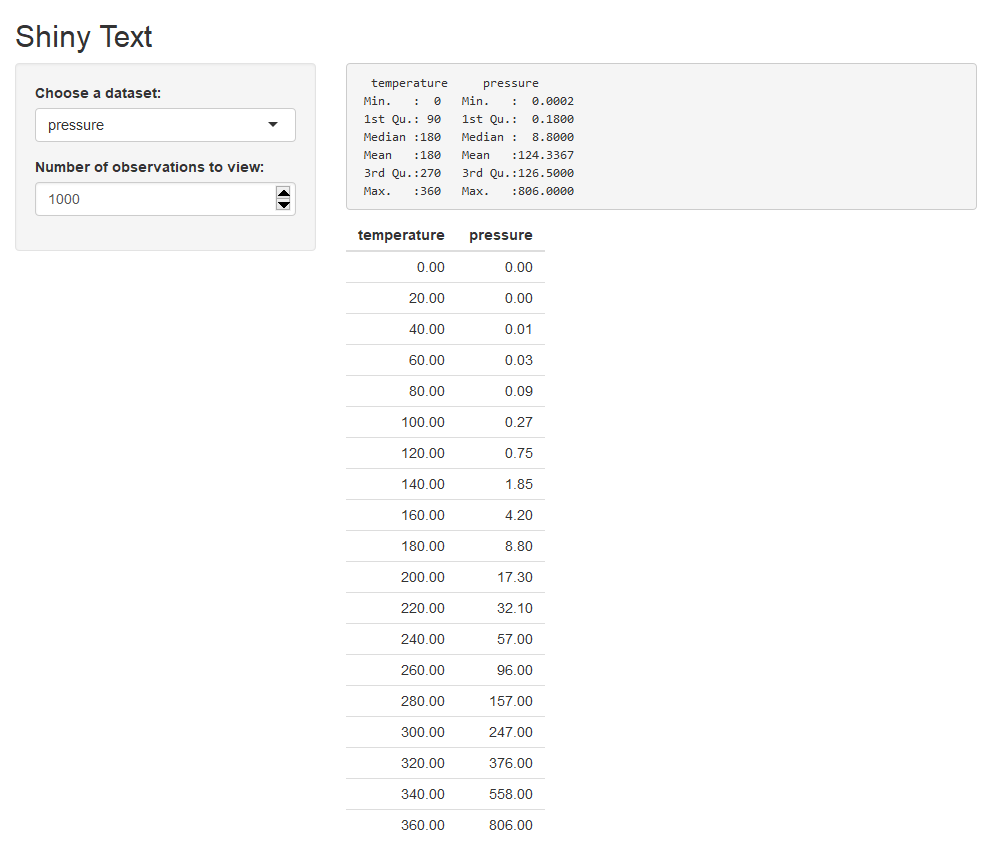 Shiny Text
Choose a dataset:
pressure
Number of observations to view:
1000
temperature pressure
Min. : 0 Min. : 0.0002
1st Qu.: 90 1st Qu.: 0.1800
Median :180 Median : 8.8000
Mean :180 Mean :124.3367
3rd Qu.:270 3rd Qu.:126.5000
Max. :360 Max. :806.0000
temperature pressure
0.00 0.00
20.00 0.00
40.00 0.01
60.00 0.03
80.00 0.09
100.00 0.27
120.00 0.75
140.00 1.85
160.00 4.20
180.00 8.80
200.00 17.30
220.00 32.10
240.00 57.00
260.00 96.00
280.00 157.00
300.00 247.00
320.00 376.00
340.00 558.00
360.00 806.00